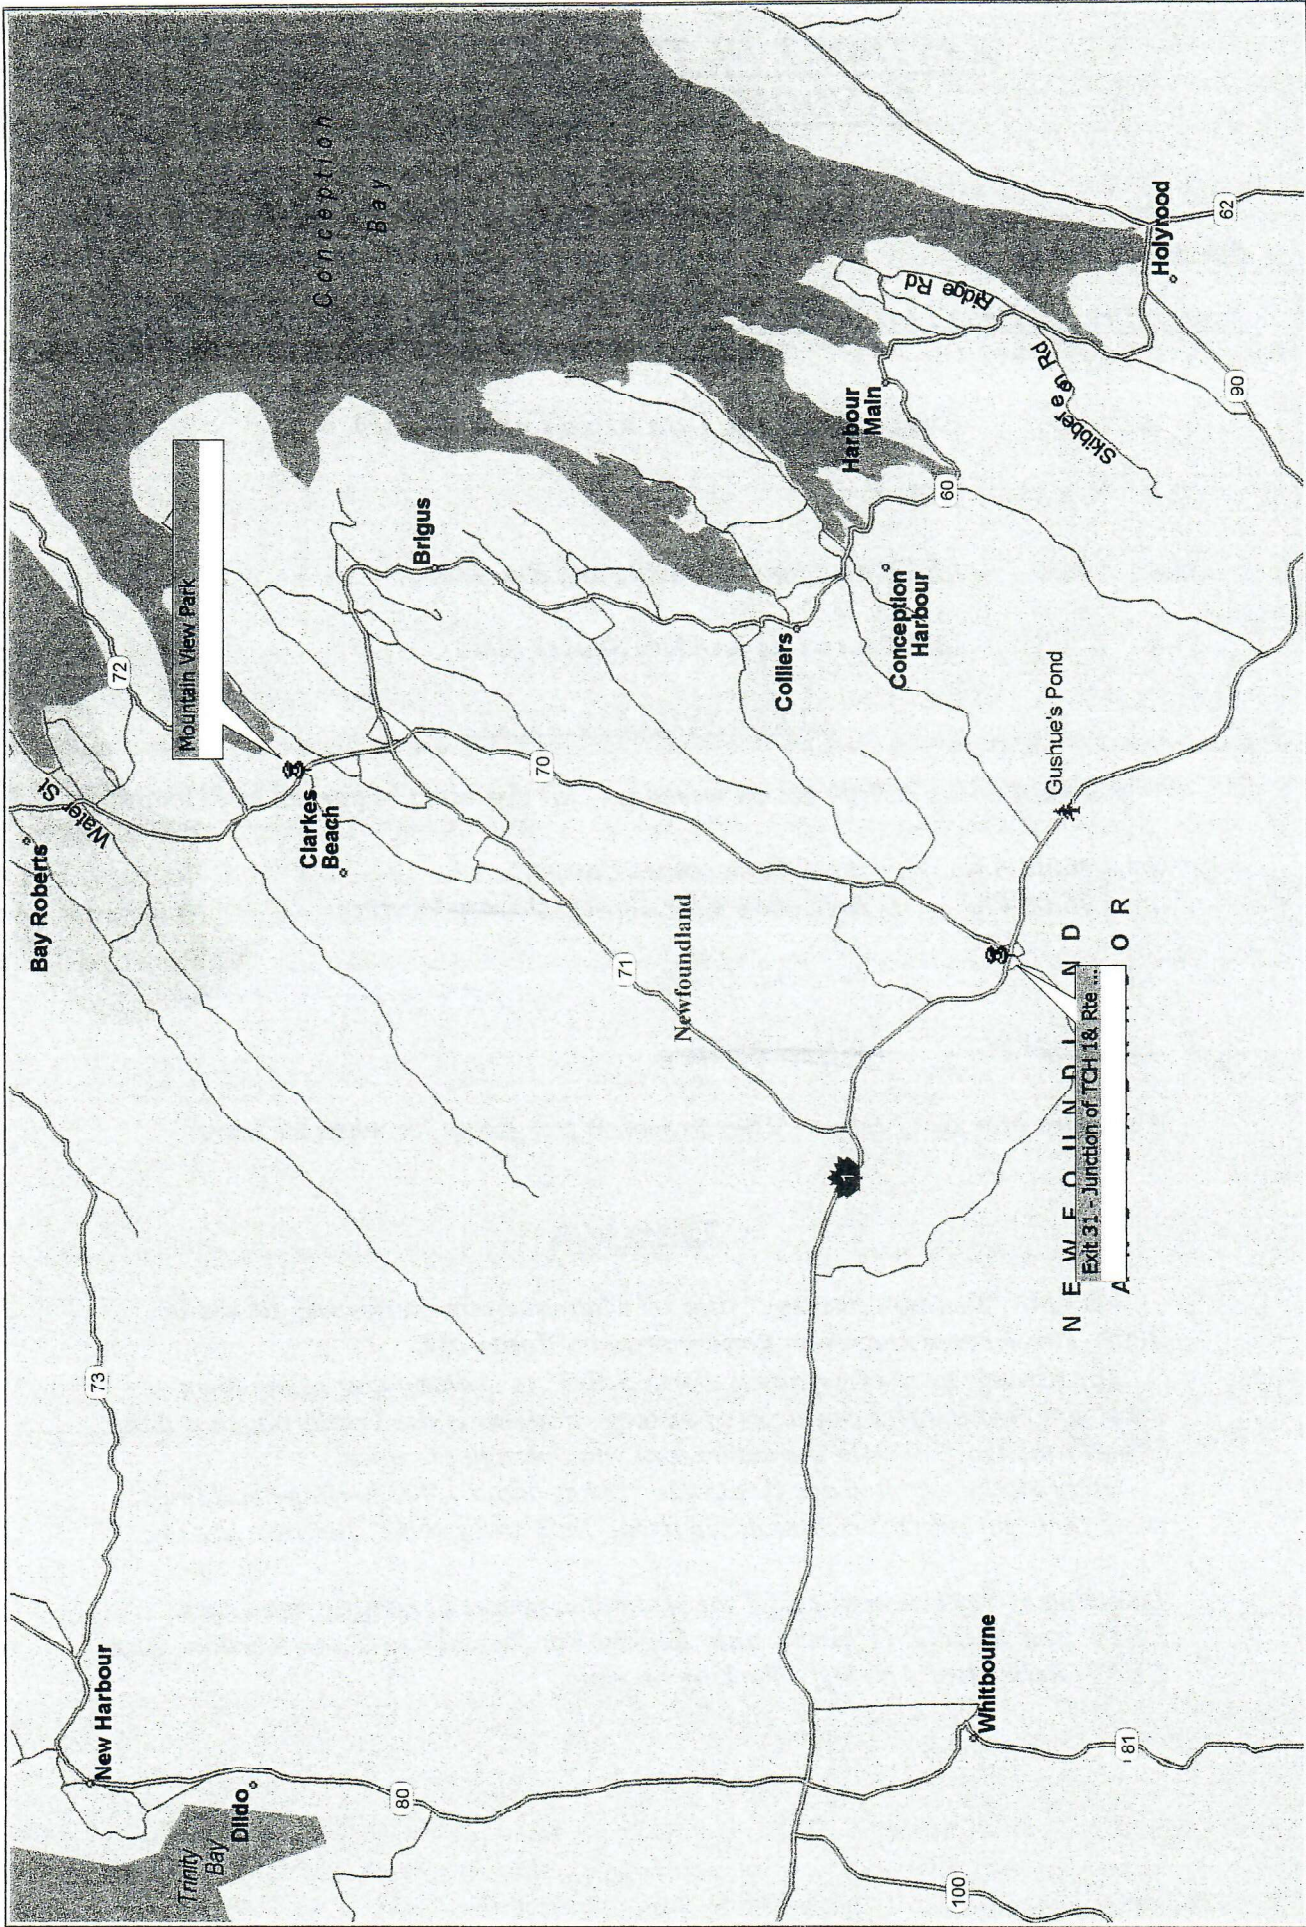 Conception
Bay
Mountain View Park
72
Water St
Bay Roberts
Clarkes
Beach
Brigus
70
71
Newfoundland
Colliers
Conception
Harbour
Harbour
Main
60
Ridge Rd
Skibbereen Rd
Holyrood
62
90
Gushue's Pond
NEWFOUNDLAND
Exit 31 - Junction of TCH 1& Rte ...
1
73
New Harbour
Trinity
Bay
Dildo
80
Whitbourne
81
100